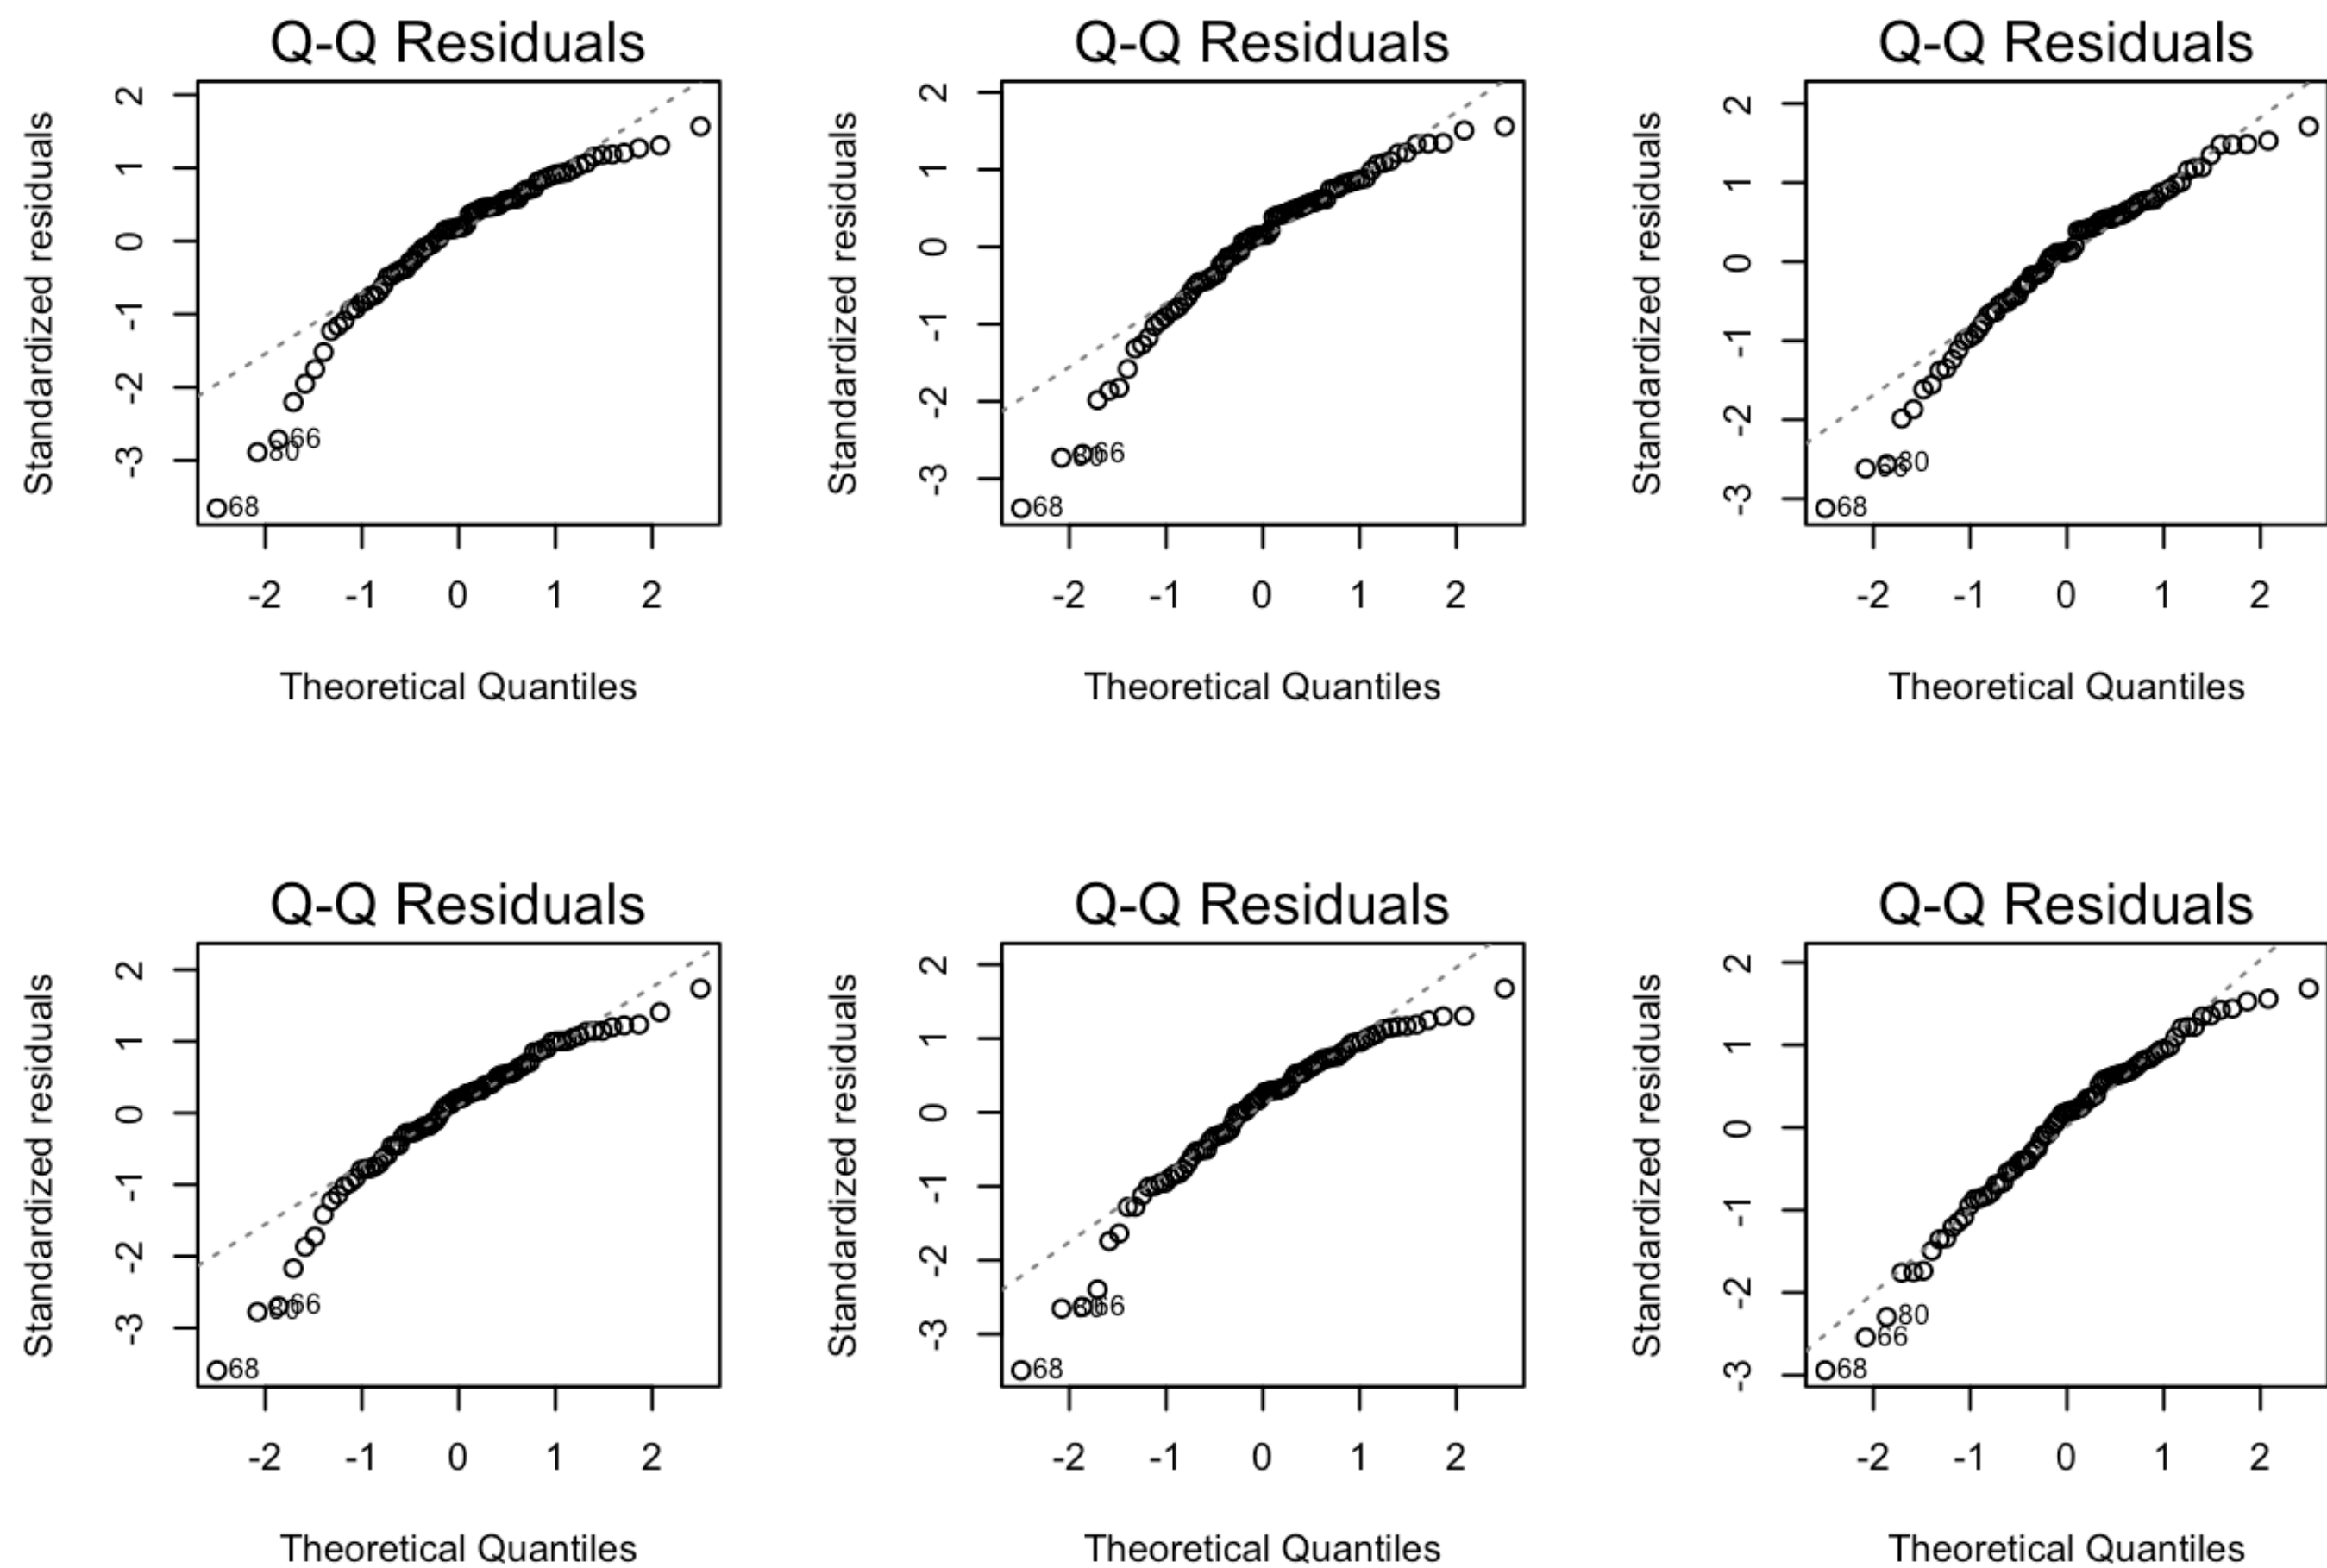 Q-Q Residuals
Standardized residuals
2
1
0
-1
-2
-3
66
80
68
-2 -1 0 1 2
Theoretical Quantiles
Q-Q Residuals
Standardized residuals
2
1
0
-1
-2
-3
66
68
-2 -1 0 1 2
Theoretical Quantiles
Q-Q Residuals
Standardized residuals
2
1
0
-1
-2
-3
80
68
-2 -1 0 1 2
Theoretical Quantiles
Q-Q Residuals
Standardized residuals
2
1
0
-1
-2
-3
66
68
-2 -1 0 1 2
Theoretical Quantiles
Q-Q Residuals
Standardized residuals
2
1
0
-1
-2
-3
66
68
-2 -1 0 1 2
Theoretical Quantiles
Q-Q Residuals
Standardized residuals
2
1
0
-1
-2
-3
80
66
68
-2 -1 0 1 2
Theoretical Quantiles